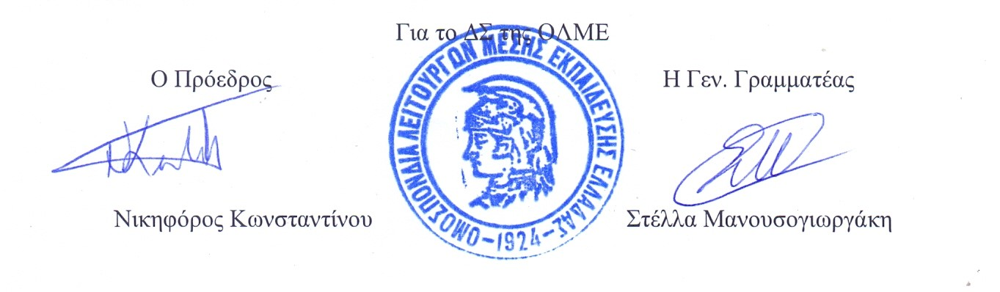 Για το ΔΣ της ΟΛΜΕ
Ο Πρόεδρος
Η Γεν. Γραμματέας
ΟΜΟΣΠΟΝΔΙΑ ΛΕΙΤΟΥΡΓΩΝ ΜΕΣΗΣ ΕΚΠΑΙΔΕΥΣΗΣ ΕΛΛΑΔΑΣ
-1924-
Νικηφόρος Κωνσταντίνου
Στέλλα Μανουσογιωργάκη